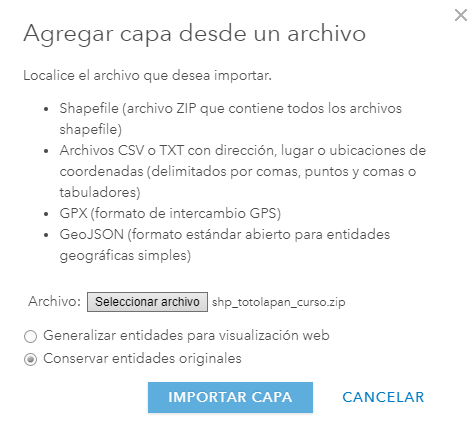 Agregar capa desde un archivo
Localice el archivo que desea importar.
• Shapefile (archivo ZIP que contiene todos los archivos
shapefile)
• Archivos CSV o TXT con dirección, lugar o ubicaciones de
coordenadas (delimitados por comas, puntos y comas o
tabuladores)
• GPX (formato de intercambio GPS)
• GeoJSON (formato estándar abierto para entidades
geográficas simples)
Archivo: Seleccionar archivo shp_totolapan_curso.zip
Generalizar entidades para visualización web
Conservar entidades originales
IMPORTAR CAPA CANCELAR